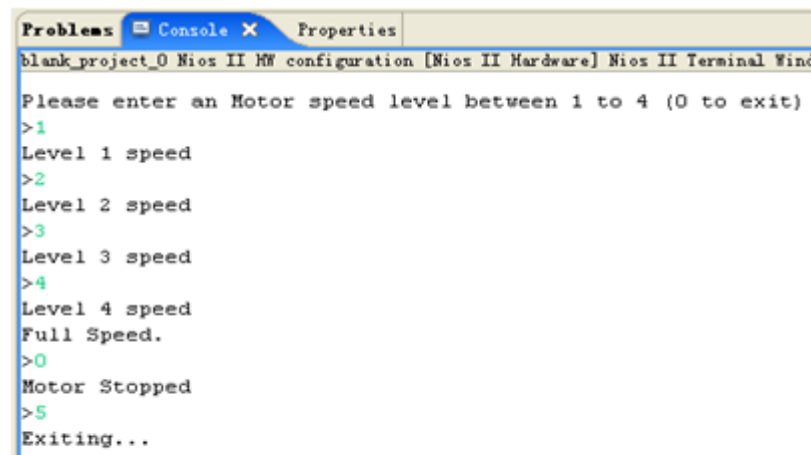 Problems Console Properties
blank_project_0 Nios II HW configuration [Nios II Hardware] Nios II Terminal
Please enter an Motor speed level between 1 to 4 (0 to exit)
>1
Level 1 speed
>2
Level 2 speed
>3
Level 3 speed
>4
Level 4 speed
Full Speed.
>0
Motor Stopped
>5
Exiting...